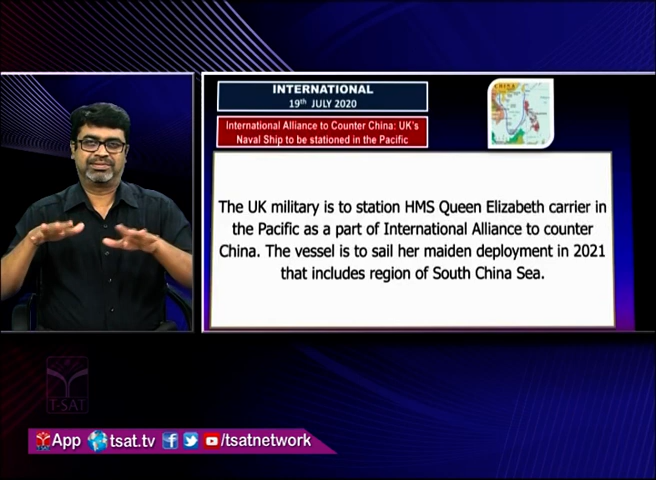 INTERNATIONAL
19th JULY 2020
International Alliance to Counter China: UK's
Naval Ship to be stationed in the Pacific
CHINA
The UK military is to station HMS Queen Elizabeth carrier in
the Pacific as a part of International Alliance to counter
China. The vessel is to sail her maiden deployment in 2021
that includes region of South China Sea.
T-SAT
App tsat.tv /tsatnetwork